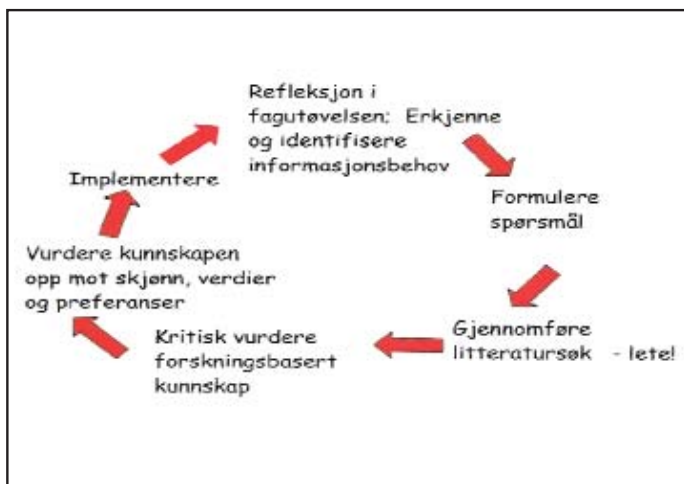 Refleksjon i
fagutøvelsen; Erkjenne
og identifisere
informasjonsbehov
Formulere
spørsmål
Gjennomføre
litteratursøk - lete!
Kritisk vurdere
forskningsbasert
kunnskap
Vurdere kunnskapen
opp mot skjønn, verdier
og preferanser
Implementere